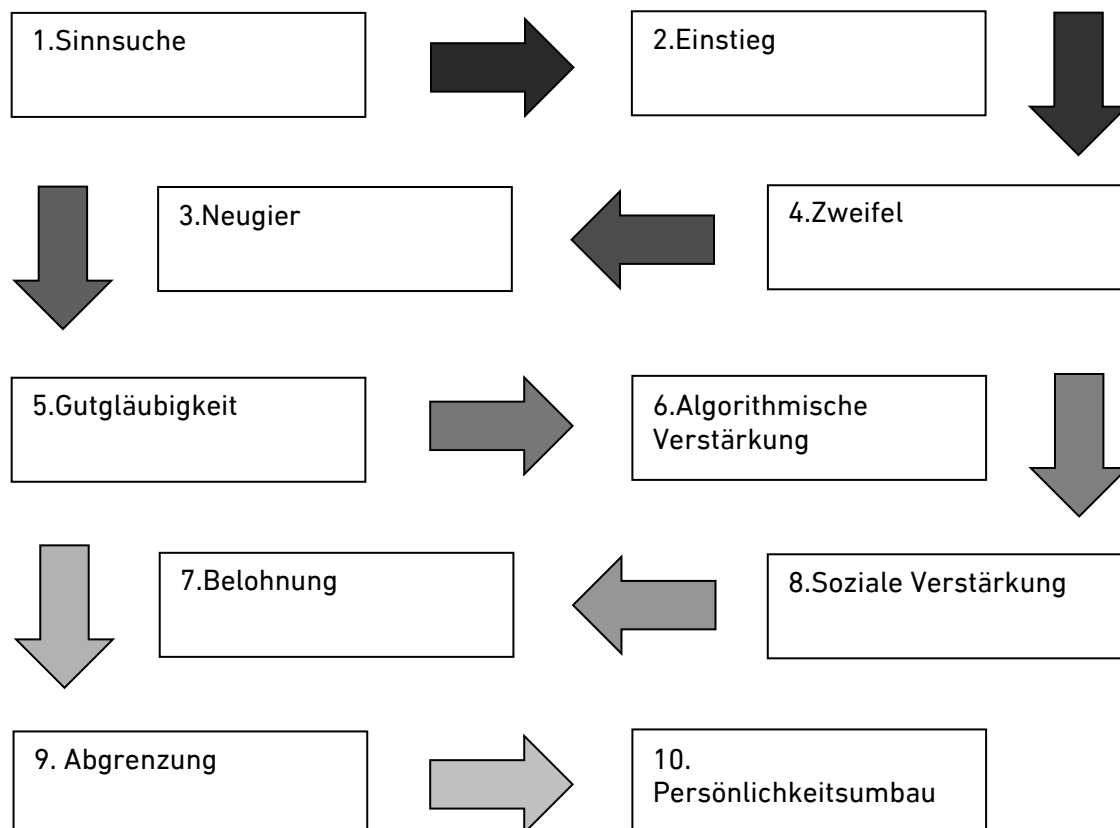 1.Sinnsuche
2.Einstieg
3.Neugier
4.Zweifel
5.Gutgläubigkeit
6.Algorithmische
Verstärkung
7.Belohnung
8.Soziale Verstärkung
9. Abgrenzung
10.
Persönlichkeitsumbau